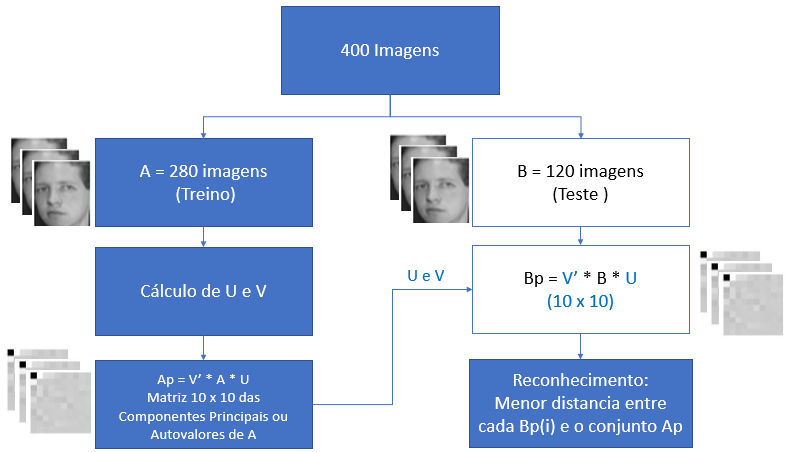 400 Imagens
A = 280 imagens
(Treino)
B = 120 imagens
(Teste )
Cálculo de U e V
U e V
Bp = V’ * B * U
(10 x 10)
Ap = V’ * A * U
Matriz 10 x 10 das
Componentes Principais ou
Autovalores de A
Reconhecimento:
Menor distancia entre
cada Bp(i) e o conjunto Ap